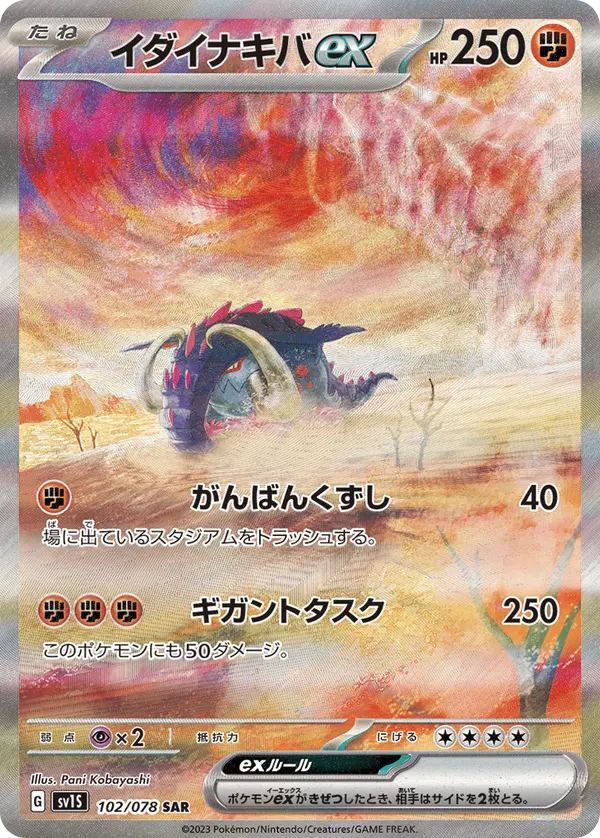 たね イダイナキバex HP250
がんばんくずし 40
場に出ているスタジアムをトラッシュする。
ギガントタスク 250
このポケモンにも50ダメージ。
弱点 ×2 抵抗力 にげる
exルール
ポケモンexがきぜつしたとき、相手はサイドを2枚とる。
Illus. Pani Kobayashi
G sv1S 102/078 SAR
©2023 Pokémon/Nintendo/Creatures/GAME FREAK.